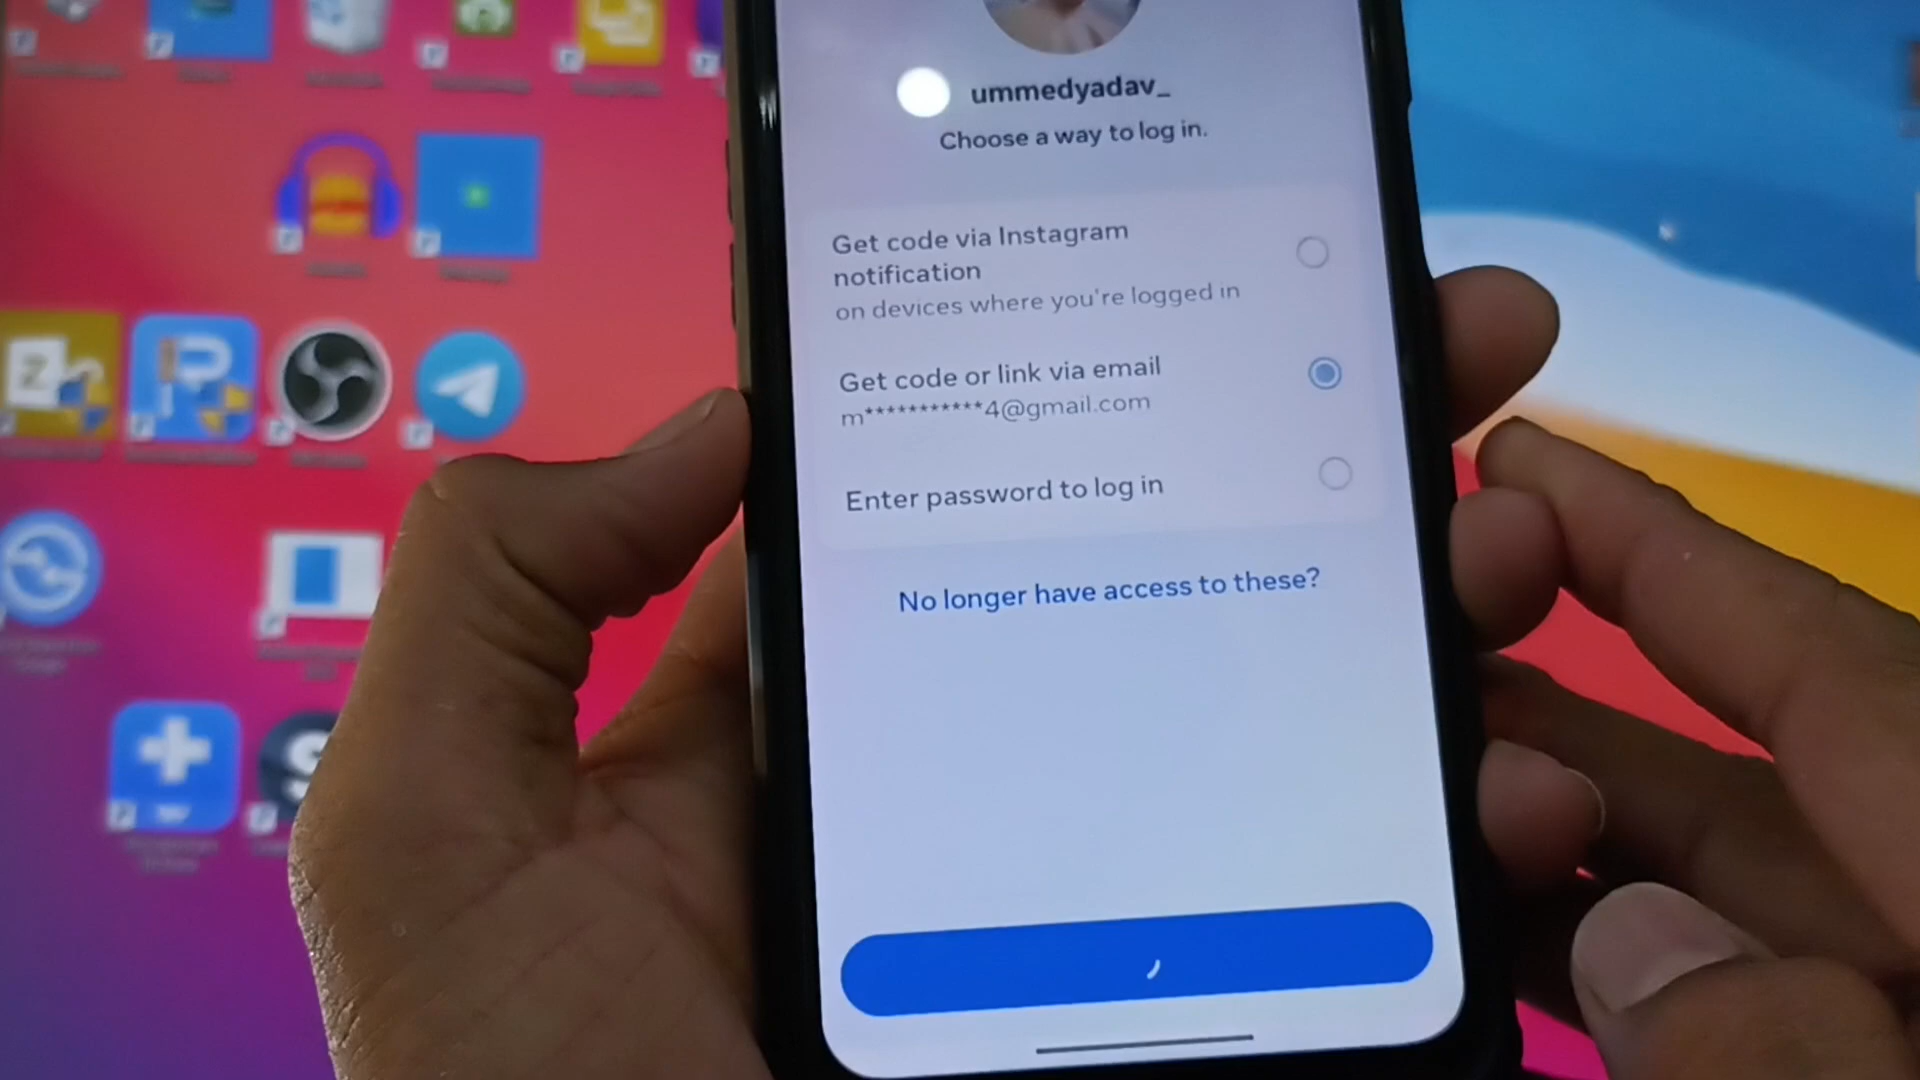 ummedyadav_
Choose a way to log in.
Get code via Instagram
notification
on devices where you're logged in
Get code or link via email
m***********4@gmail.com
Enter password to log in
No longer have access to these?